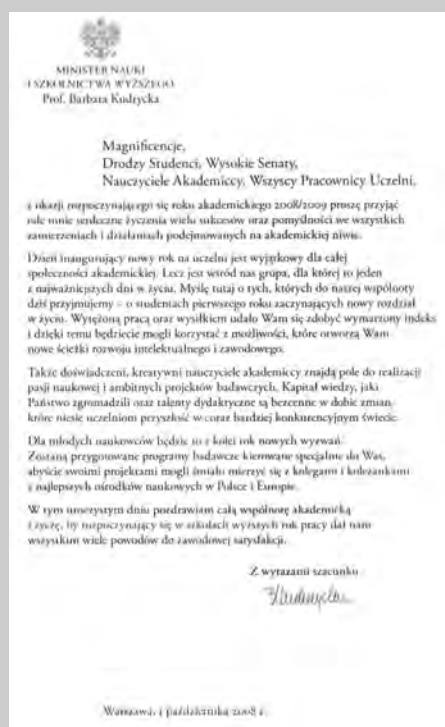 MINISTER NAUKI
I SZKOLNICTWA WYŻSZEGO
Prof. Barbara Kudrycka
Magnificencje,
Drodzy Studenci, Wysokie Senaty,
Nauczyciele Akademiccy, Wszyscy Pracownicy Uczelni,
z okazji rozpoczynającego się roku akademickiego 2008/2009 proszę przyjąć
ode mnie serdeczne życzenia wielu sukcesów oraz pomyślności we wszystkich
zamierzeniach i działaniach podejmowanych na akademickiej niwie.
Dzień inaugurujący nowy rok na uczelni jest wyjątkowy dla całej
społeczności akademickiej. Lecz jest wśród nas grupa, dla której to jeden
z najważniejszych dni w życiu. Myślę tutaj o tych, których do naszej wspólnoty
dziś przyjmujemy – o studentach pierwszego roku zaczynających nowy rozdział
w życiu. Wytężoną pracą oraz wysiłkiem udało Wam się zdobyć wymarzony indeks
i dzięki temu będziecie mogli korzystać z możliwości, które otworzą Wam
nowe ścieżki rozwoju intelektualnego i zawodowego.
Także doświadczeni, kreatywni nauczyciele akademiccy znajdą pole do realizacji
pasji naukowej i ambitnych projektów badawczych. Kapitał wiedzy, jaki
Państwo zgromadzili oraz talenty dydaktyczne są bezcenne w dobie zmian,
które niesie uczelniom przyszłość w coraz bardziej konkurencyjnym świecie.
Dla młodych naukowców będzie to z kolei rok nowych wyzwań.
Zostaną przygotowane programy badawcze kierowane specjalnie do Was,
abyście swoimi projektami mogli śmiało mierzyć się z kolegami i koleżankami
z najlepszych ośrodków naukowych w Polsce i Europie.
W tym uroczystym dniu pozdrawiam całą wspólnotę akademicką
i życzę, by rozpoczynający się w szkołach wyższych rok pracy dał nam
wszystkim wiele powodów do zawodowej satysfakcji.
Z wyrazami szacunku
Warszawa, 1 października 2008 r.